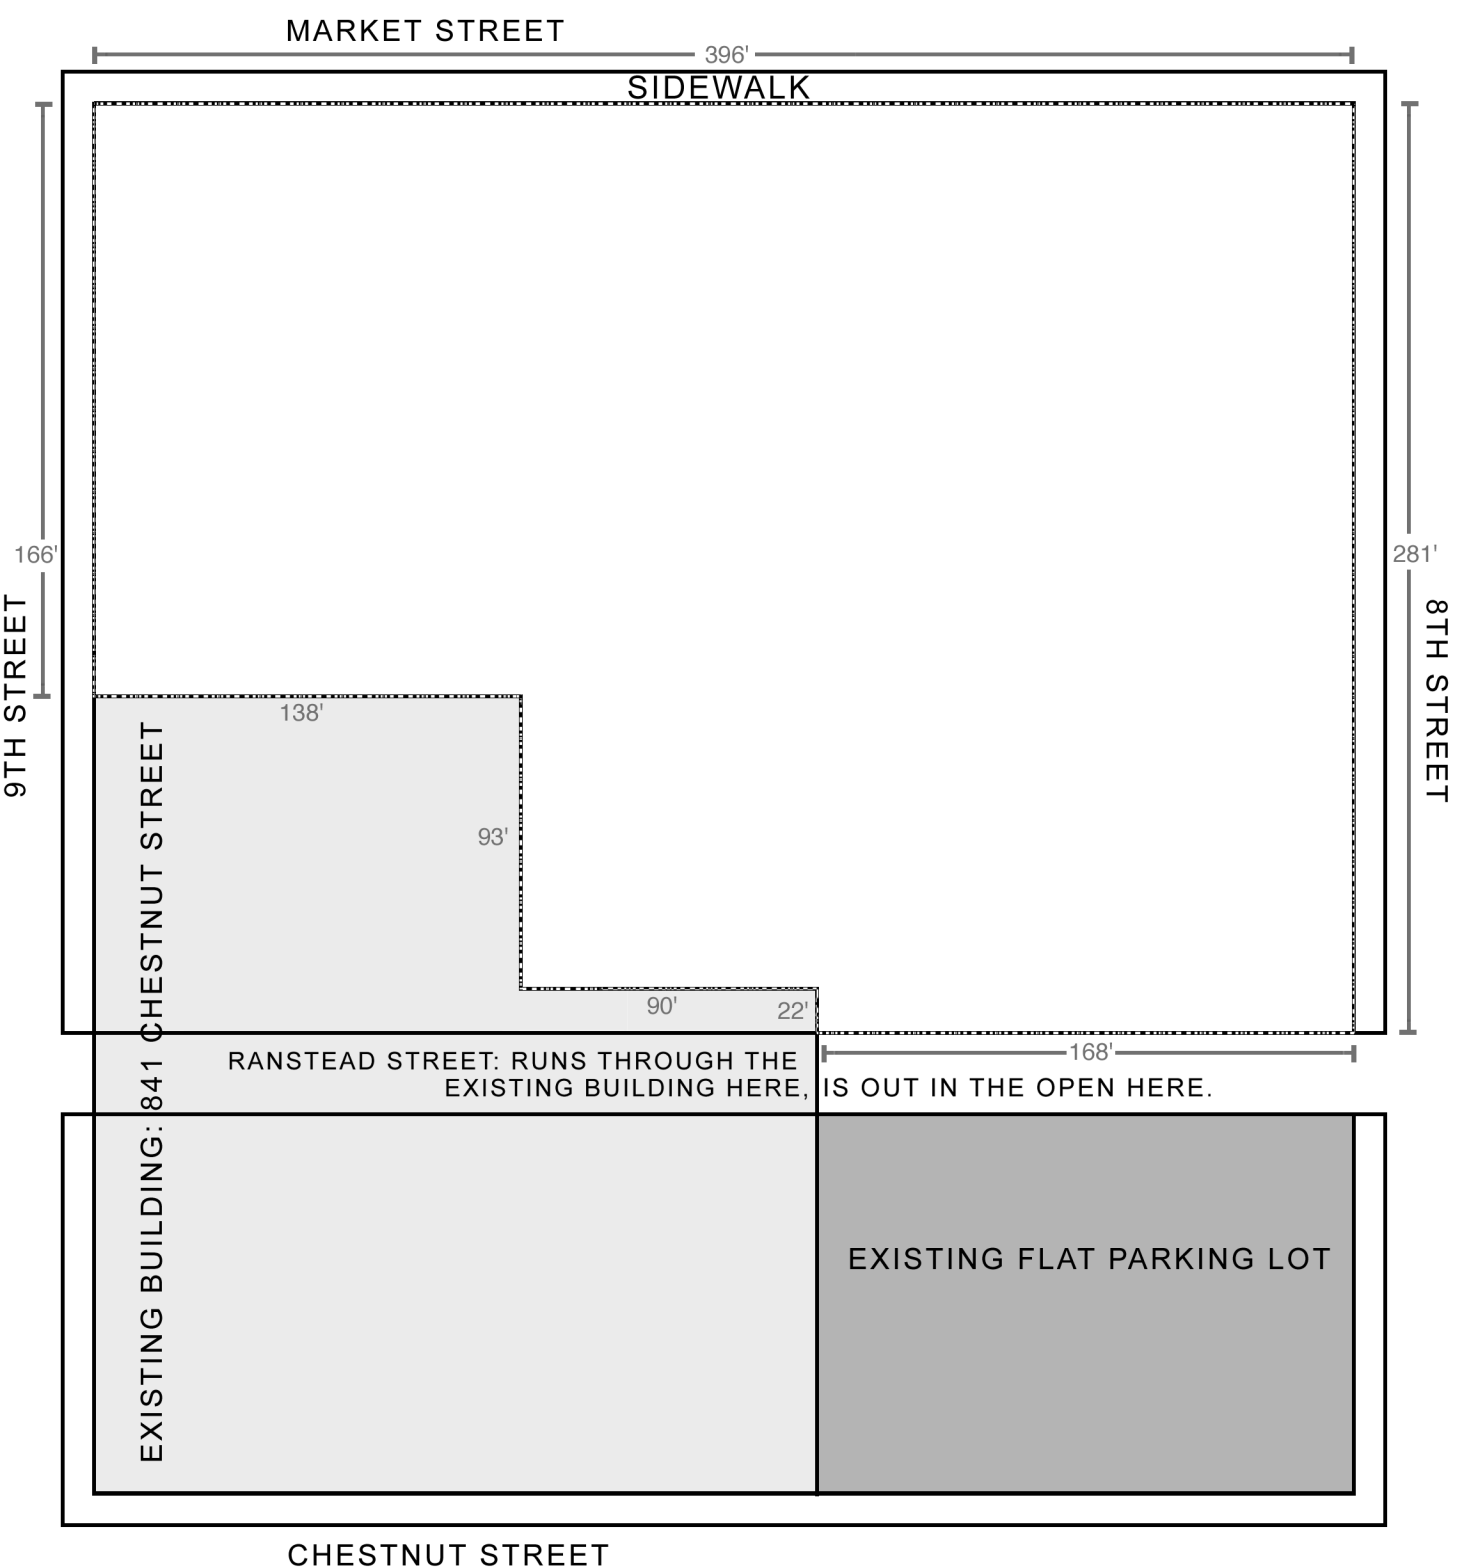 MARKET STREET
396'
SIDEWALK
166'
281'
9TH STREET
8TH STREET
138'
93'
90'
22'
EXISTING BUILDING: 841 CHESTNUT STREET
168'
RANSTEAD STREET: RUNS THROUGH THE
EXISTING BUILDING HERE, IS OUT IN THE OPEN HERE.
EXISTING FLAT PARKING LOT
CHESTNUT STREET